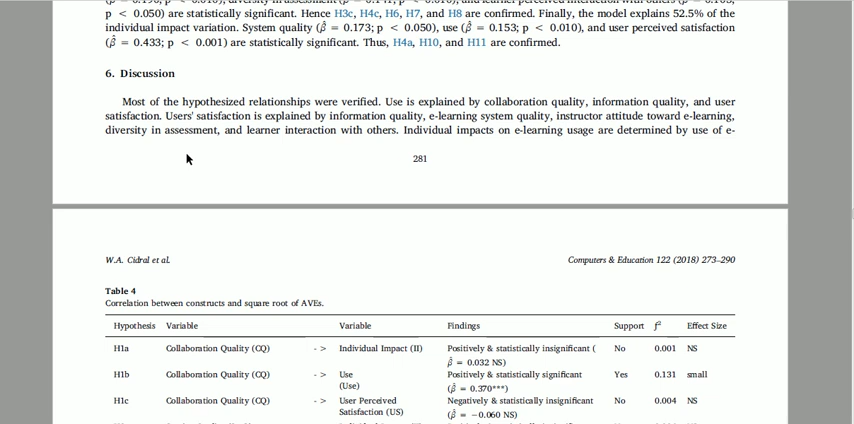 p < 0.050) are statistically significant. Hence H3c, H4c, H6, H7, and H8 are confirmed. Finally, the model explains 52.5% of the
individual impact variation. System quality (β̂ = 0.173; p < 0.050), use (β̂ = 0.153; p < 0.010), and user perceived satisfaction
(β̂ = 0.433; p < 0.001) are statistically significant. Thus, H4a, H10, and H11 are confirmed.
6. Discussion
Most of the hypothesized relationships were verified. Use is explained by collaboration quality, information quality, and user
satisfaction. Users' satisfaction is explained by information quality, e-learning system quality, instructor attitude toward e-learning,
diversity in assessment, and learner interaction with others. Individual impacts on e-learning usage are determined by use of e-
281
W.A. Cidral et al. Computers & Education 122 (2018) 273–290
Table 4
Correlation between constructs and square root of AVEs.
Hypothesis Variable Variable Findings Support f² Effect Size
H1a Collaboration Quality (CQ) - > Individual Impact (II) Positively & statistically insignificant ( No 0.001 NS
β̂ = 0.032 NS)
H1b Collaboration Quality (CQ) - > Use Positively & statistically significant Yes 0.131 small
(Use) (β̂ = 0.370***)
H1c Collaboration Quality (CQ) - > User Perceived Negatively & statistically insignificant No 0.004 NS
Satisfaction (US) (β̂ = −0.060 NS)